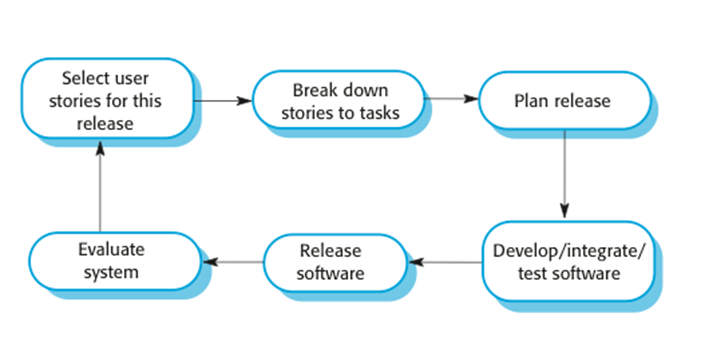 Select user
stories for this
release
Break down
stories to tasks
Plan release
Evaluate
system
Release
software
Develop/integrate/
test software